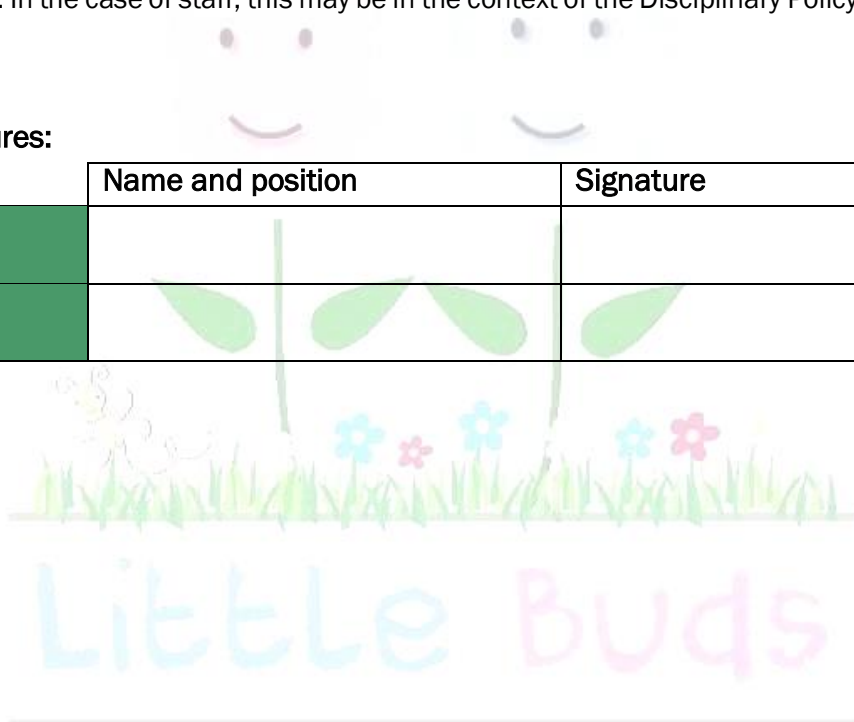 . In the case of staff, this may be in the context of the Disciplinary Policy
ures:
Name and position Signature
Little Buds